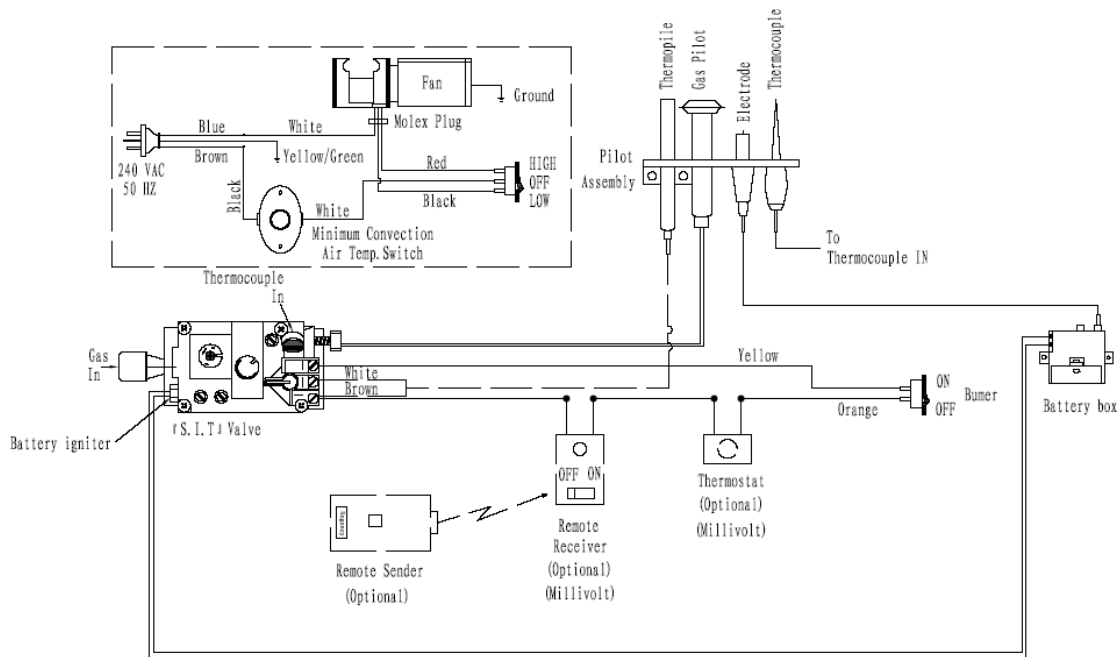 Fan
Ground
Molex Plug
Blue
White
Yellow/Green
Brown
240 VAC
50 HZ
Black
White
Minimum Convection
Air Temp.Switch
Red
Black
HIGH
OFF
LOW
Thermopile
Gas Pilot
Electrode
Thermocouple
Pilot
Assembly
To
Thermocouple IN
Thermocouple
In
Gas
In
Battery igniter
『S.I.T』Valve
White
Brown
Yellow
Orange
ON
OFF
Bumer
Battery box
OFF ON
Remote
Receiver
(Optional)
(Millivolt)
Thermostat
(Optional)
(Millivolt)
Regency
Remote Sender
(Optional)